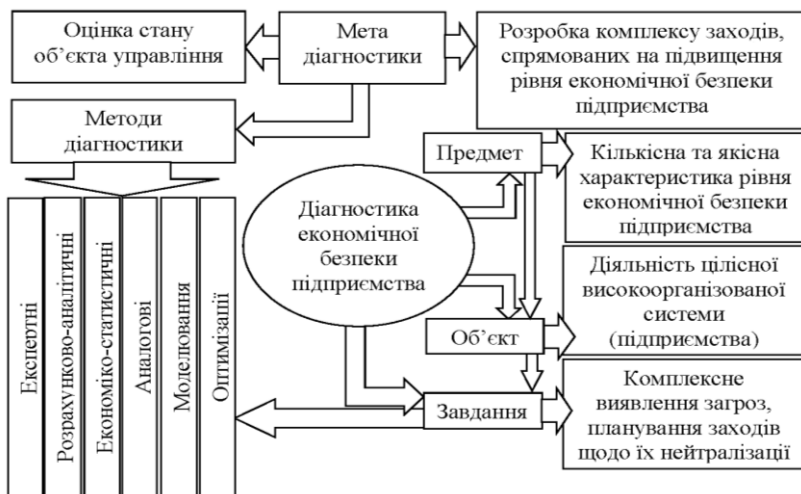 Оцінка стану
об’єкта управління
Мета
діагностики
Розробка комплексу заходів,
спрямованих на підвищення
рівня економічної безпеки
підприємства
Методи
діагностики
Предмет
Кількісна та якісна
характеристика рівня
економічної безпеки
підприємства
Діагностика
економічної
безпеки
підприємства
Експертні
Розрахунково-аналітичні
Економіко-статистичні
Аналогові
Моделювання
Оптимізації
Об’єкт
Діяльність цілісної
високоорганізованої
системи
(підприємства)
Завдання
Комплексне
виявлення загроз,
планування заходів
щодо їх нейтралізації